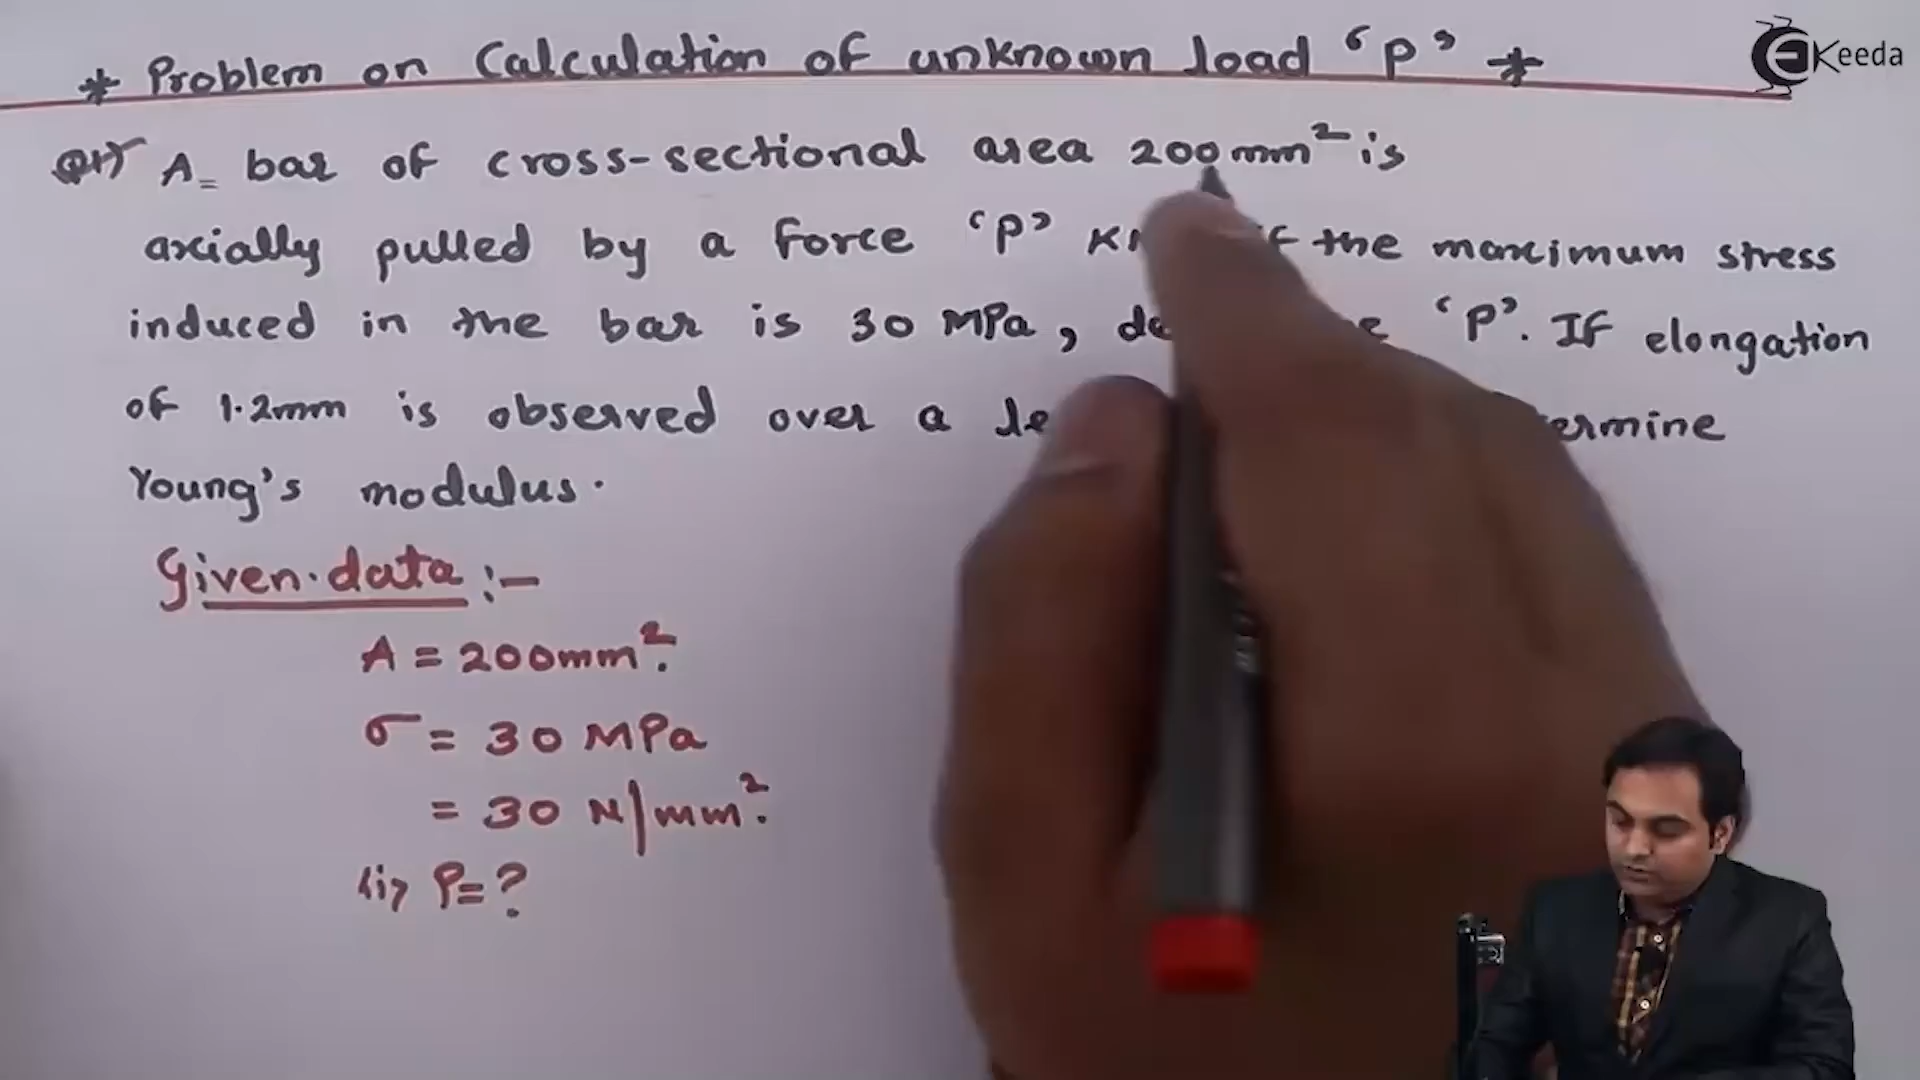 * Problem on Calculation of unknown load 'P' *
EKeeda
Q1) A bar of cross-sectional area 200mm² is
axially pulled by a force 'P' the maximum stress
induced in the bar is 30 MPa, 'P'. If elongation
of 1.2mm is observed over a
Young's modulus.
Given data :-
A = 200mm².
σ = 30 MPa
= 30 N/mm².
(i) P = ?